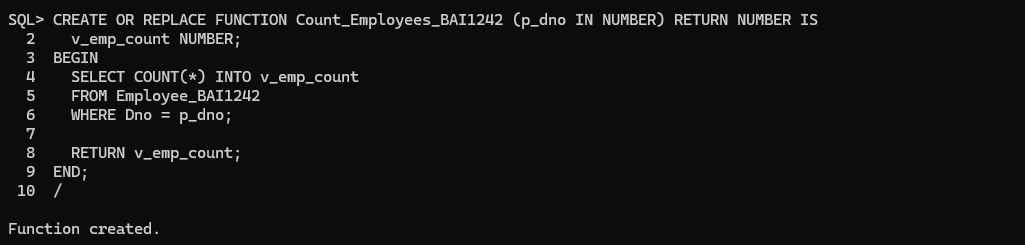 SQL> CREATE OR REPLACE FUNCTION Count_Employees_BAI1242 (p_dno IN NUMBER) RETURN NUMBER IS
  2    v_emp_count NUMBER;
  3  BEGIN
  4    SELECT COUNT(*) INTO v_emp_count
  5    FROM Employee_BAI1242
  6    WHERE Dno = p_dno;
  7
  8    RETURN v_emp_count;
  9  END;
 10  /
Function created.